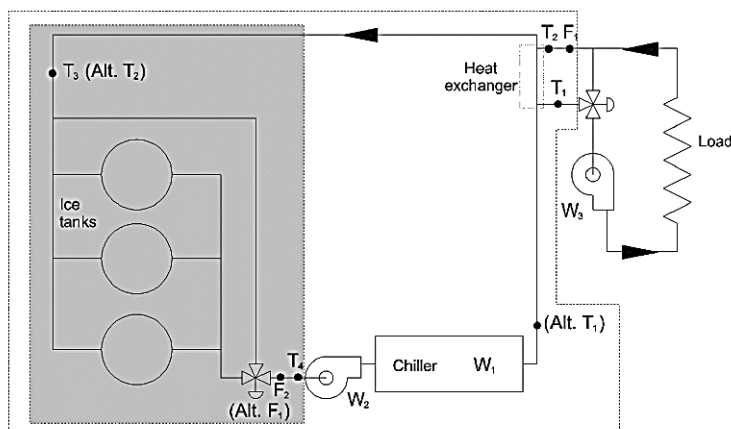 T₂ F₁
T₃ (Alt. T₂)
Heat
exchanger
T₁
Load
Ice
tanks
W₃
(Alt. T₁)
T₄
Chiller W₁
F₂
W₂
(Alt. F₁)